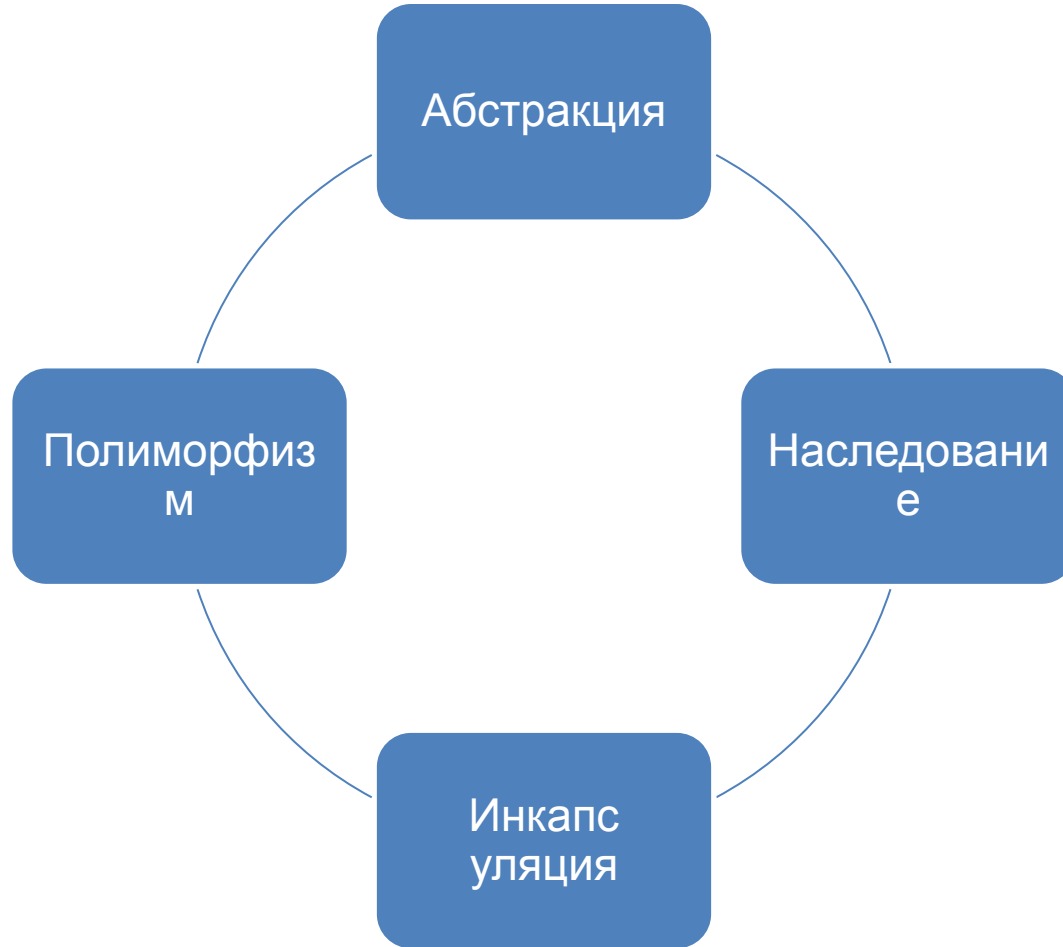 Абстракция
Полиморфиз
м
Наследовани
е
Инкапс
уляция